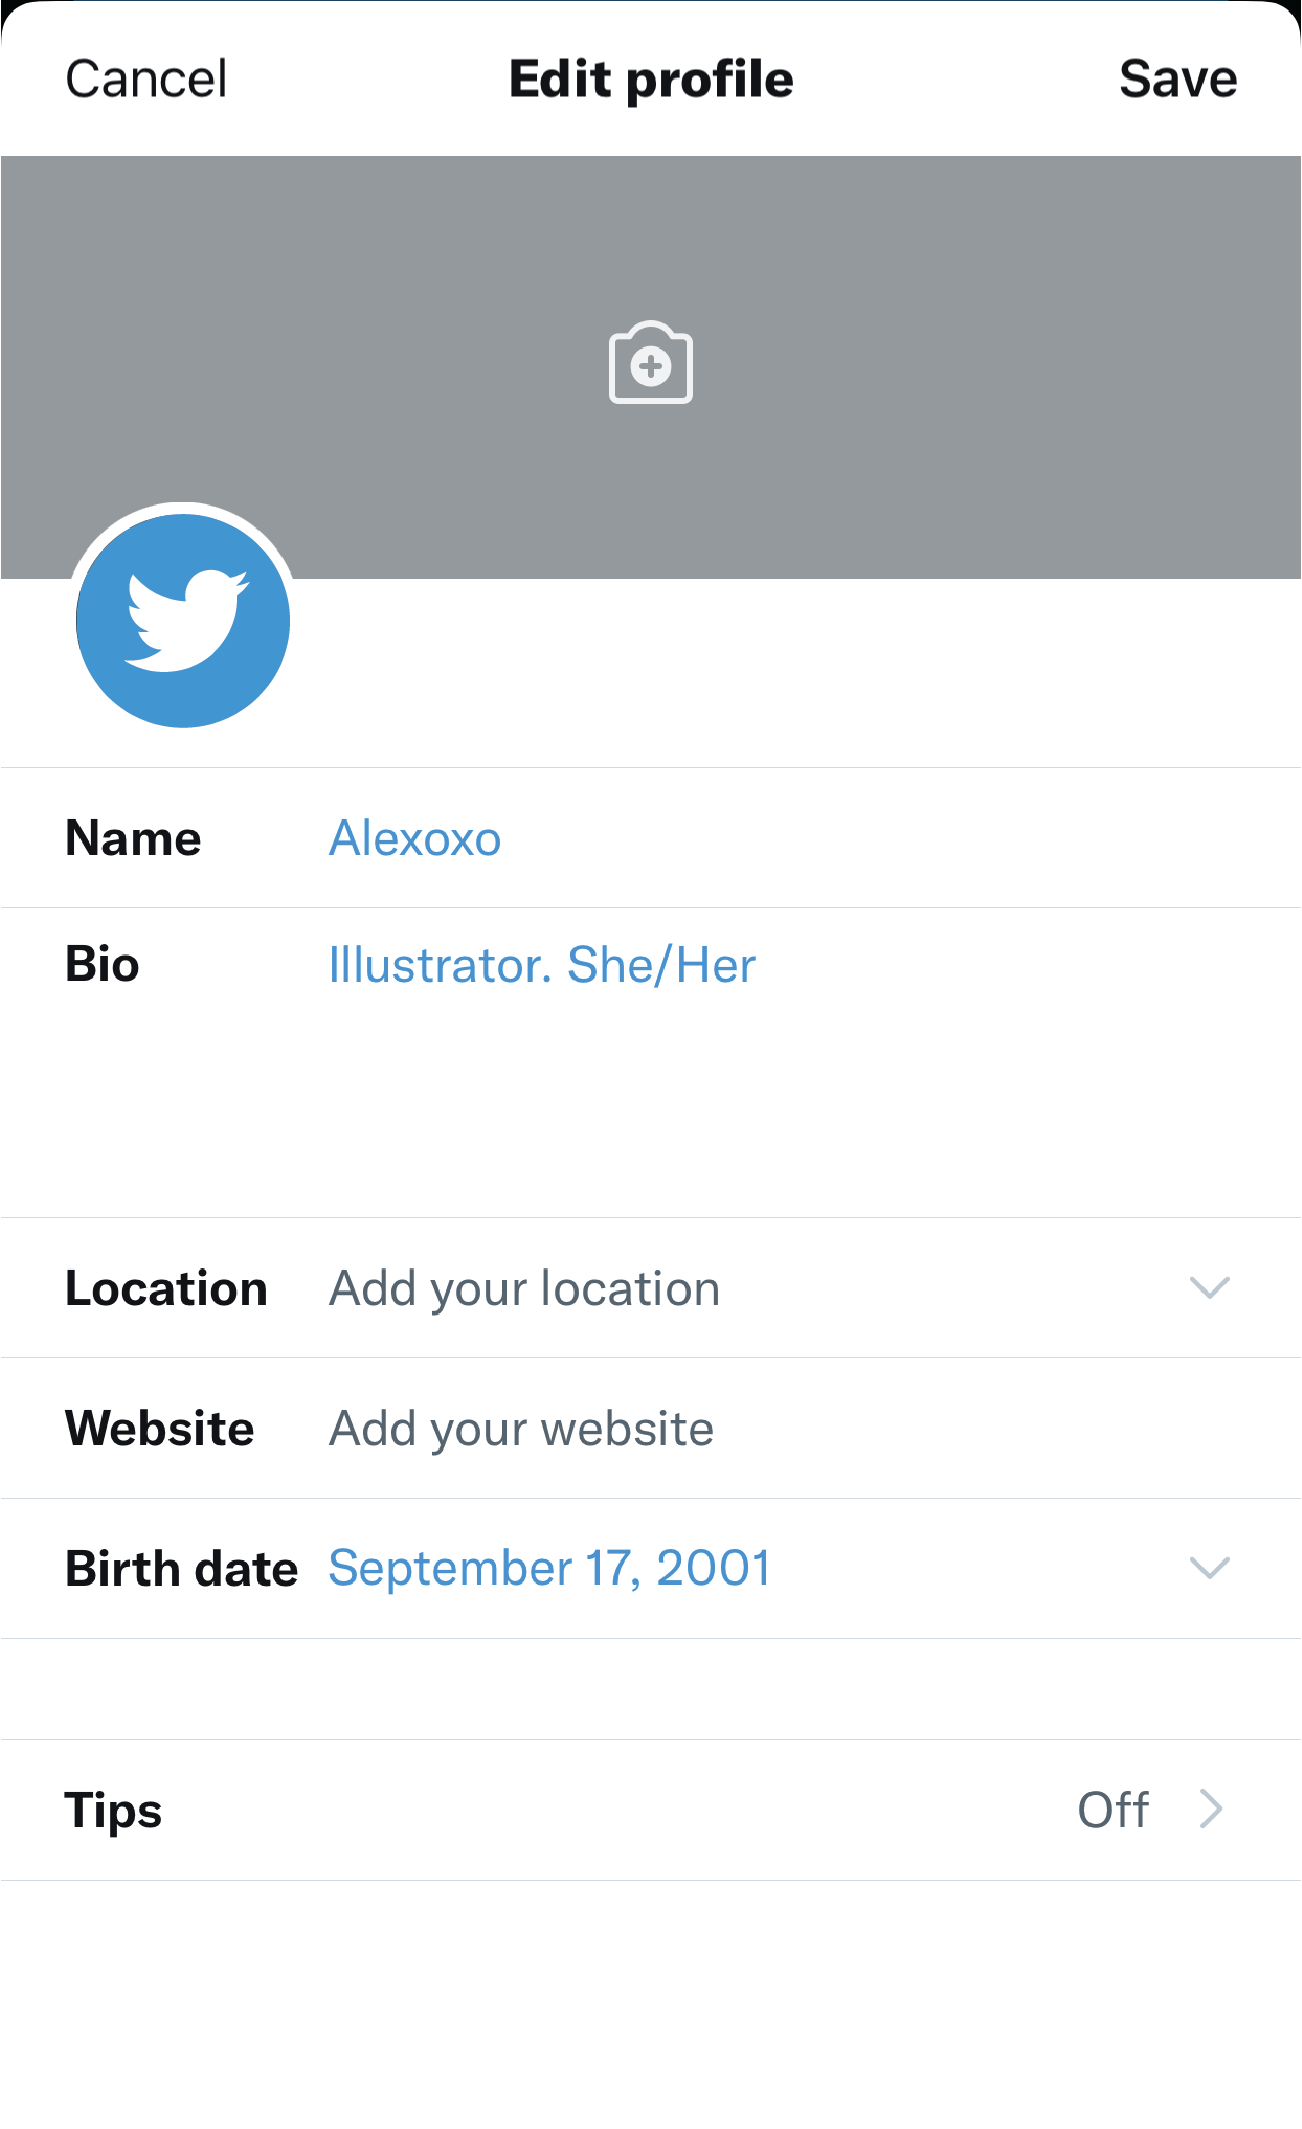 Cancel Edit profile Save
Name Alexoxo
Bio Illustrator. She/Her
Location Add your location
Website Add your website
Birth date September 17, 2001
Tips Off